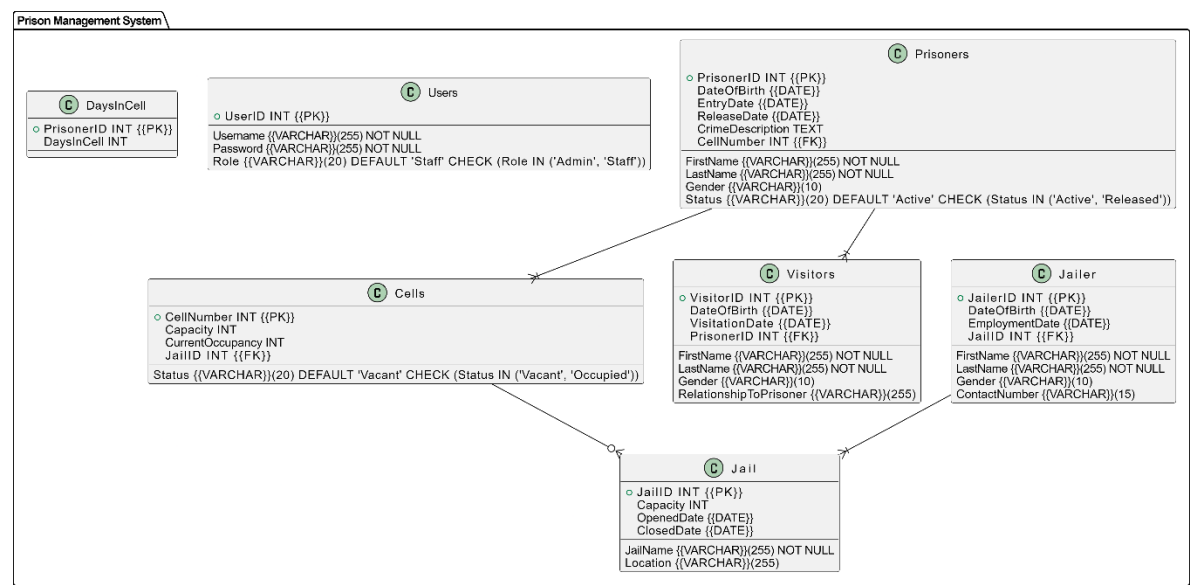 Prison Management System
C DaysInCell
PrisonerID INT {{PK}}
DaysInCell INT
C Users
UserID INT {{PK}}
Username {{VARCHAR}}(255) NOT NULL
Password {{VARCHAR}}(255) NOT NULL
Role {{VARCHAR}}(20) DEFAULT 'Staff' CHECK (Role IN ('Admin', 'Staff'))
C Prisoners
PrisonerID INT {{PK}}
DateOfBirth {{DATE}}
EntryDate {{DATE}}
ReleaseDate {{DATE}}
CrimeDescription TEXT
CellNumber INT {{FK}}
FirstName {{VARCHAR}}(255) NOT NULL
LastName {{VARCHAR}}(255) NOT NULL
Gender {{VARCHAR}}(10)
Status {{VARCHAR}}(20) DEFAULT 'Active' CHECK (Status IN ('Active', 'Released'))
C Cells
CellNumber INT {{PK}}
Capacity INT
CurrentOccupancy INT
JailID INT {{FK}}
Status {{VARCHAR}}(20) DEFAULT 'Vacant' CHECK (Status IN ('Vacant', 'Occupied'))
C Visitors
VisitorID INT {{PK}}
DateOfBirth {{DATE}}
VisitationDate {{DATE}}
PrisonerID INT {{FK}}
FirstName {{VARCHAR}}(255) NOT NULL
LastName {{VARCHAR}}(255) NOT NULL
Gender {{VARCHAR}}(10)
RelationshipToPrisoner {{VARCHAR}}(255)
C Jailer
JailerID INT {{PK}}
DateOfBirth {{DATE}}
EmploymentDate {{DATE}}
JailID INT {{FK}}
FirstName {{VARCHAR}}(255) NOT NULL
LastName {{VARCHAR}}(255) NOT NULL
Gender {{VARCHAR}}(10)
ContactNumber {{VARCHAR}}(15)
C Jail
JailID INT {{PK}}
Capacity INT
OpenedDate {{DATE}}
ClosedDate {{DATE}}
JailName {{VARCHAR}}(255) NOT NULL
Location {{VARCHAR}}(255)